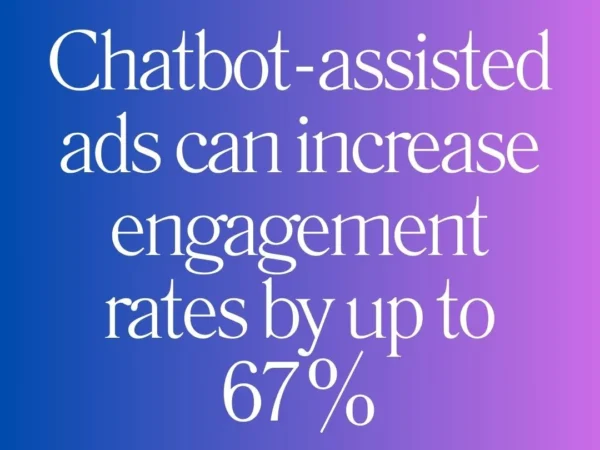 Chatbot-assisted
ads can increase
engagement
rates by up to
67%